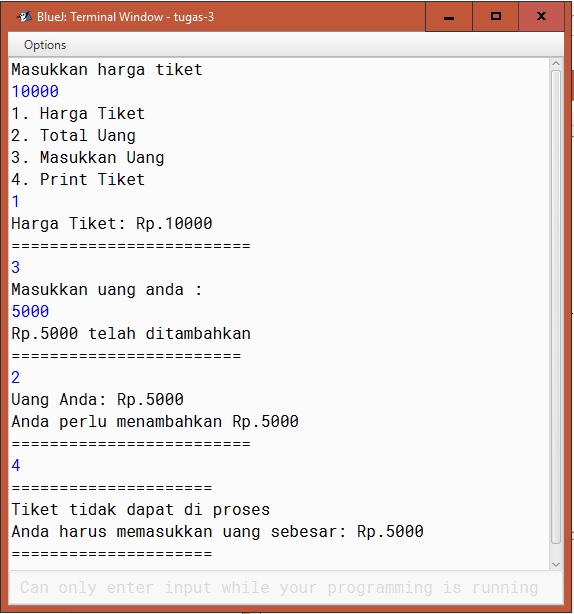 BlueJ: Terminal Window - tugas-3
Options
Masukkan harga tiket
10000
1. Harga Tiket
2. Total Uang
3. Masukkan Uang
4. Print Tiket
1
Harga Tiket: Rp.10000
=========================
3
Masukkan uang anda :
5000
Rp.5000 telah ditambahkan
========================
2
Uang Anda: Rp.5000
Anda perlu menambahkan Rp.5000
=========================
4
=====================
Tiket tidak dapat di proses
Anda harus memasukkan uang sebesar: Rp.5000
=====================
Can only enter input while your programming is running